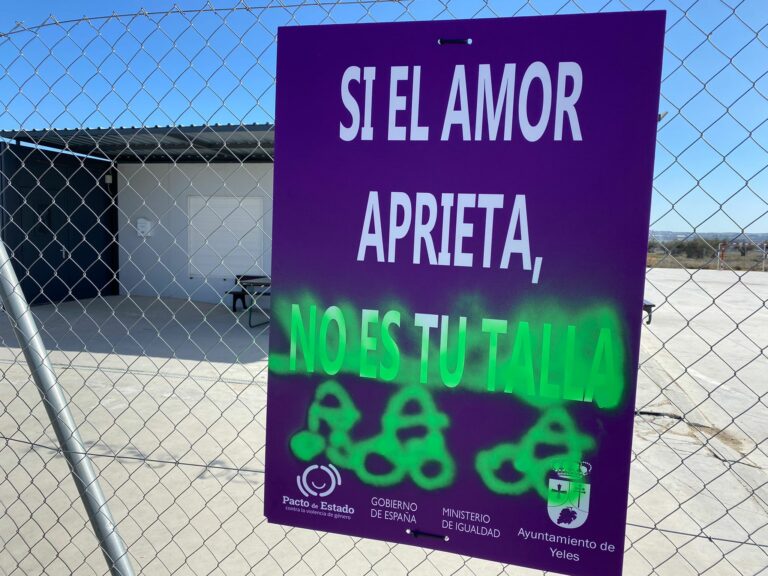 SI EL AMOR
APRIETA,
NO ES TU TALLA
Pacto de Estado
contra la violencia de género
GOBIERNO
DE ESPAÑA
MINISTERIO
DE IGUALDAD
Ayuntamiento de
Yeles